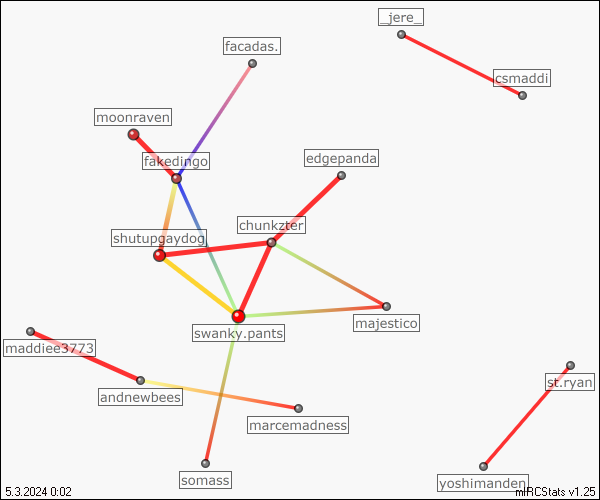 _jere_
facadas.
csmaddi
moonraven
fakedingo
edgepanda
chunkzter
shutupgaydog
majestico
swanky.pants
maddiee3773
st.ryan
andnewbees
marcemadness
somass
yoshimanden
5.3.2024 0:02
mIRCStats v1.25